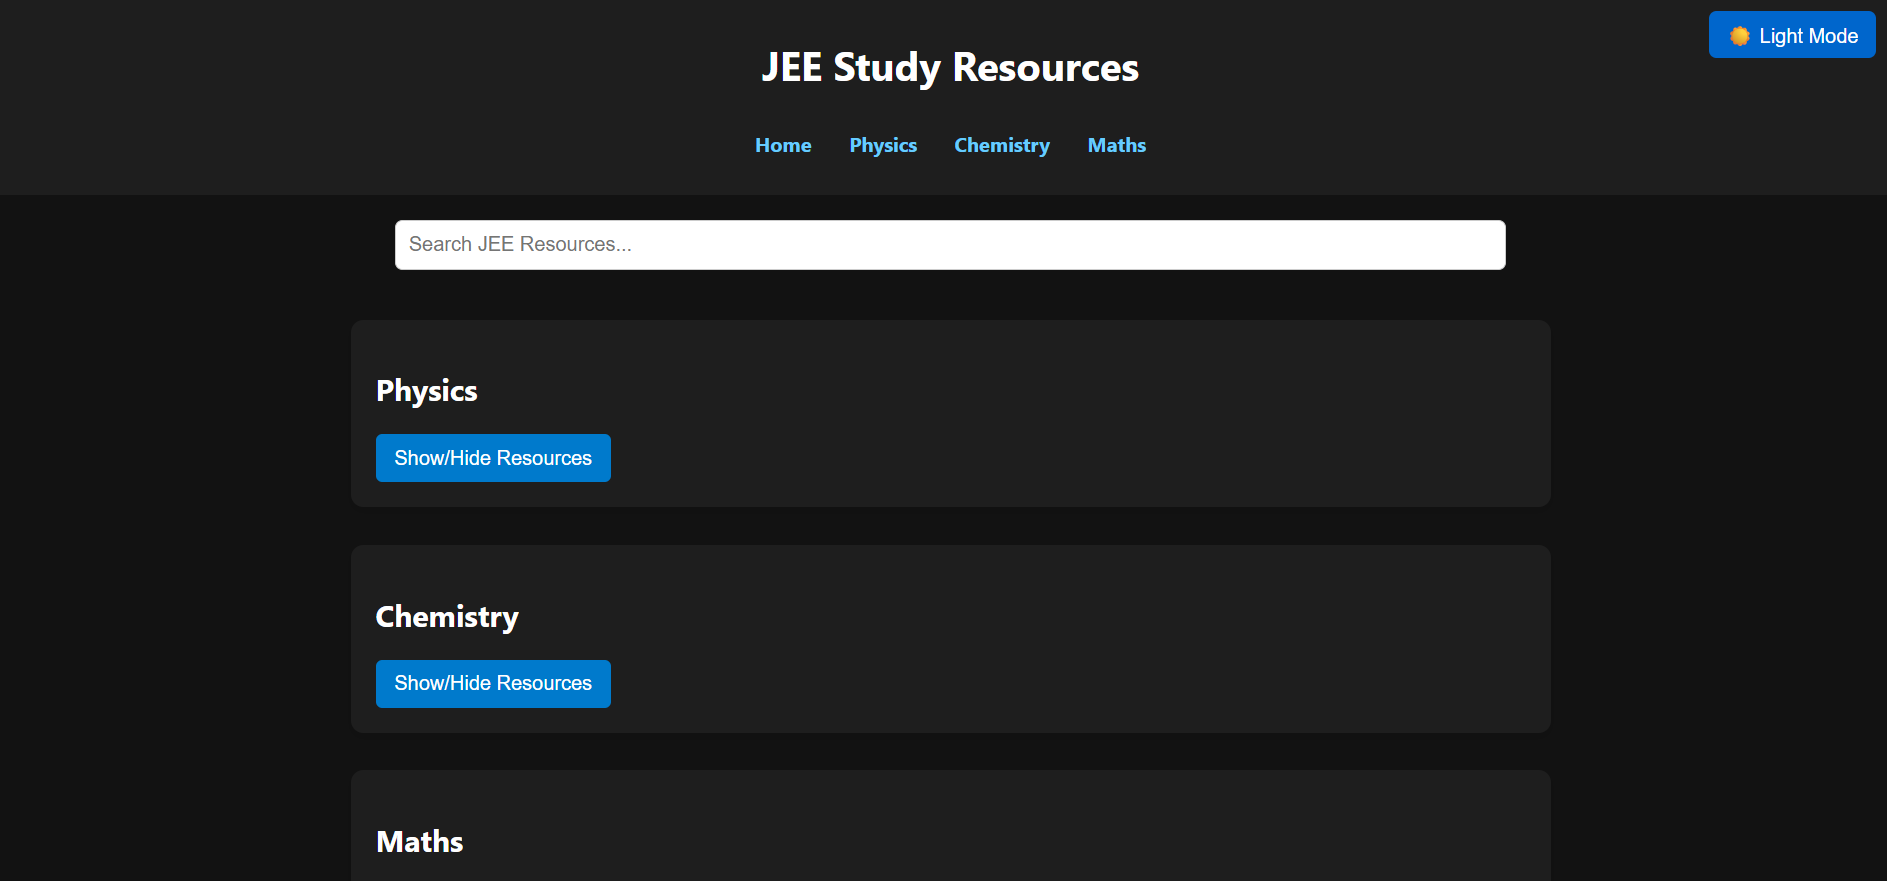 Light Mode
JEE Study Resources
Home Physics Chemistry Maths
Search JEE Resources...
Physics
Show/Hide Resources
Chemistry
Show/Hide Resources
Maths